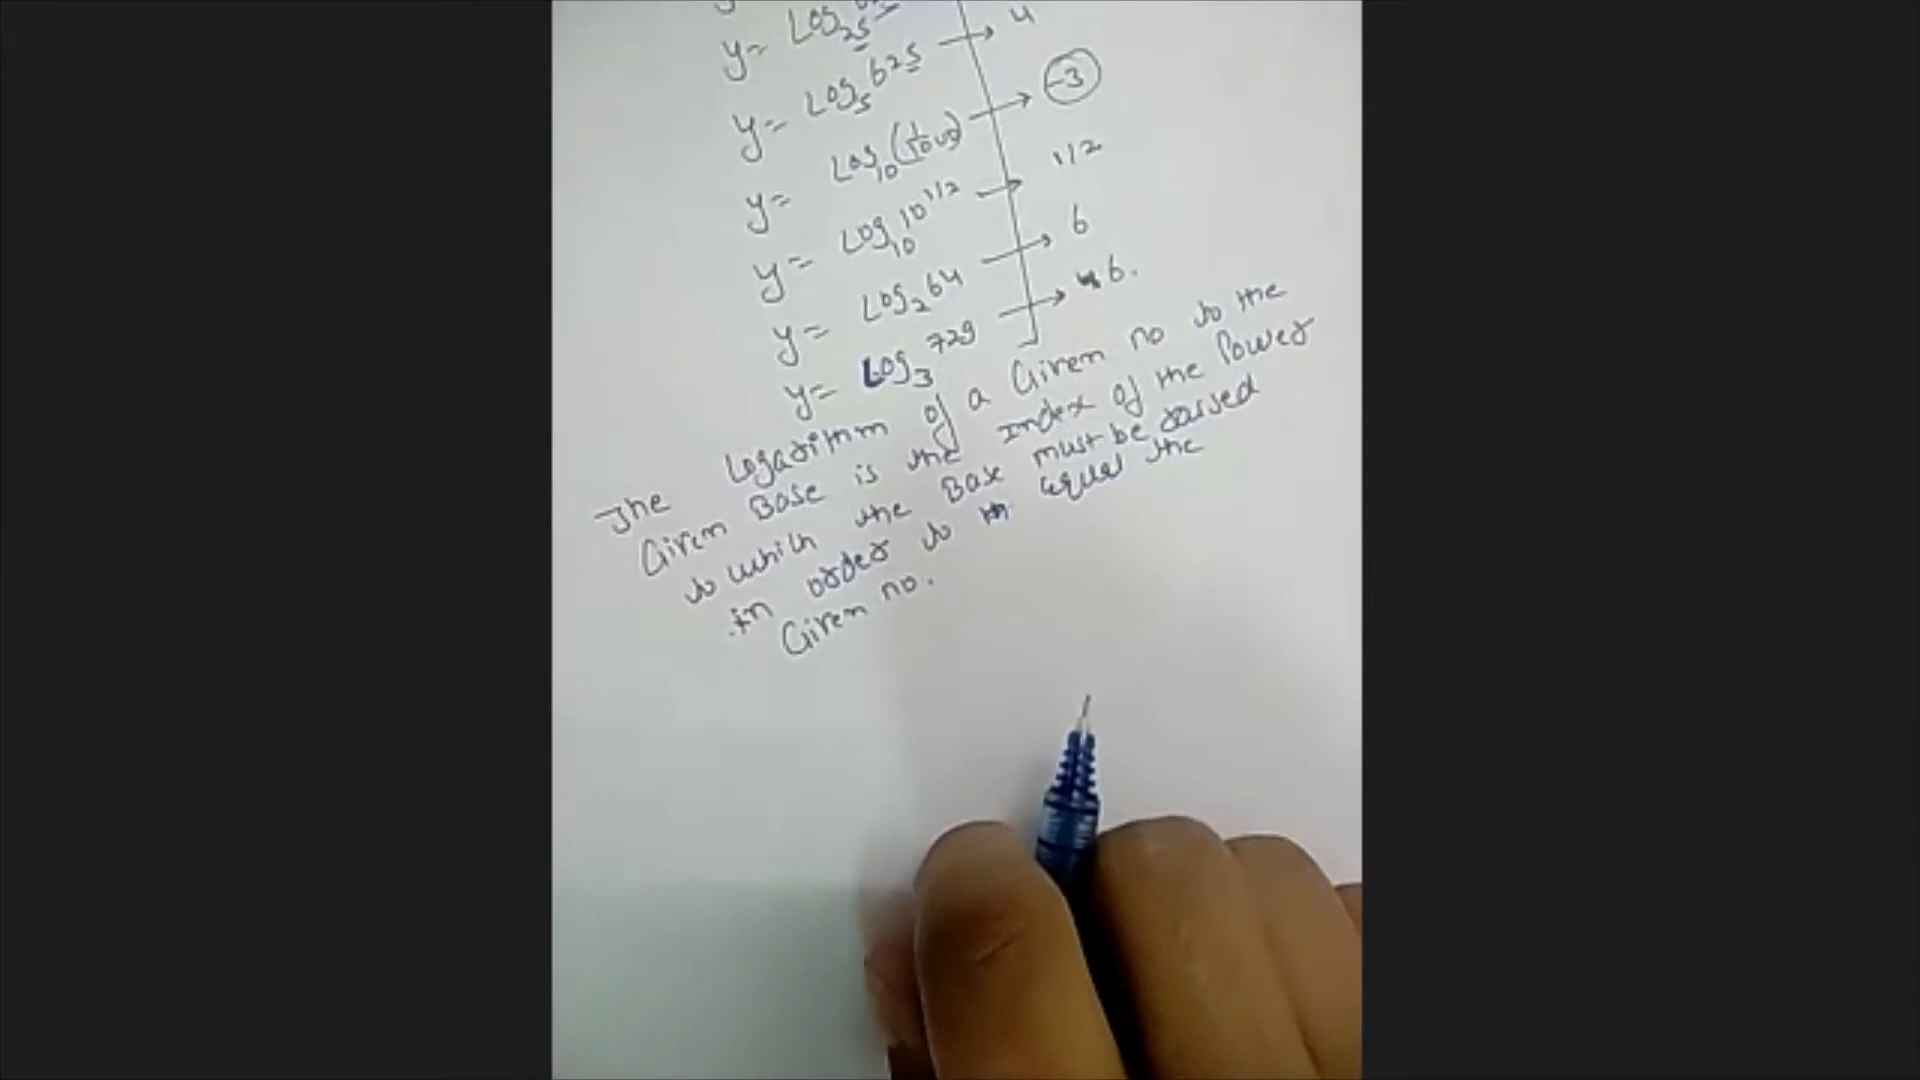 y = Log₂₅
y = Log₅ 625 → 4
y = Log₁₀(1/1000) → -3
y = Log₁₀ 10^1/2 → 1/2
y = Log₂ 64 → 6
y = Log₃ 729 → 6.
The Logarithm of a Given no to the
Given Base is the Index of the Power
to which the Base must be raised
in order to equal the
Given no.